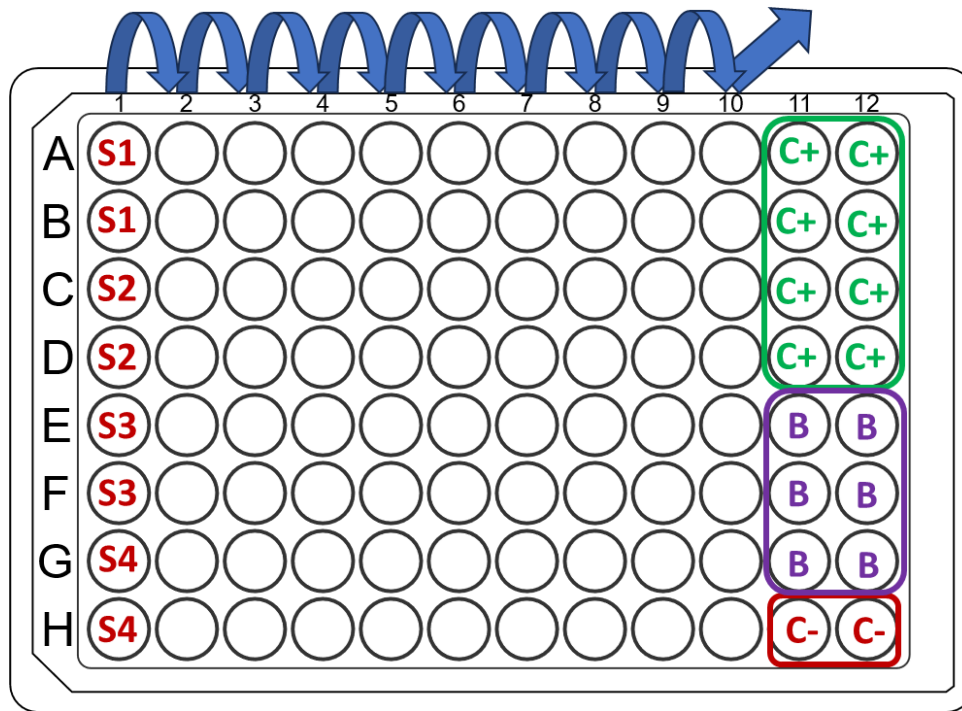 1 2 3 4 5 6 7 8 9 10 11 12
A S1 C+ C+
B S1 C+ C+
C S2 C+ C+
D S2 C+ C+
E S3 B B
F S3 B B
G S4 B B
H S4 C- C-